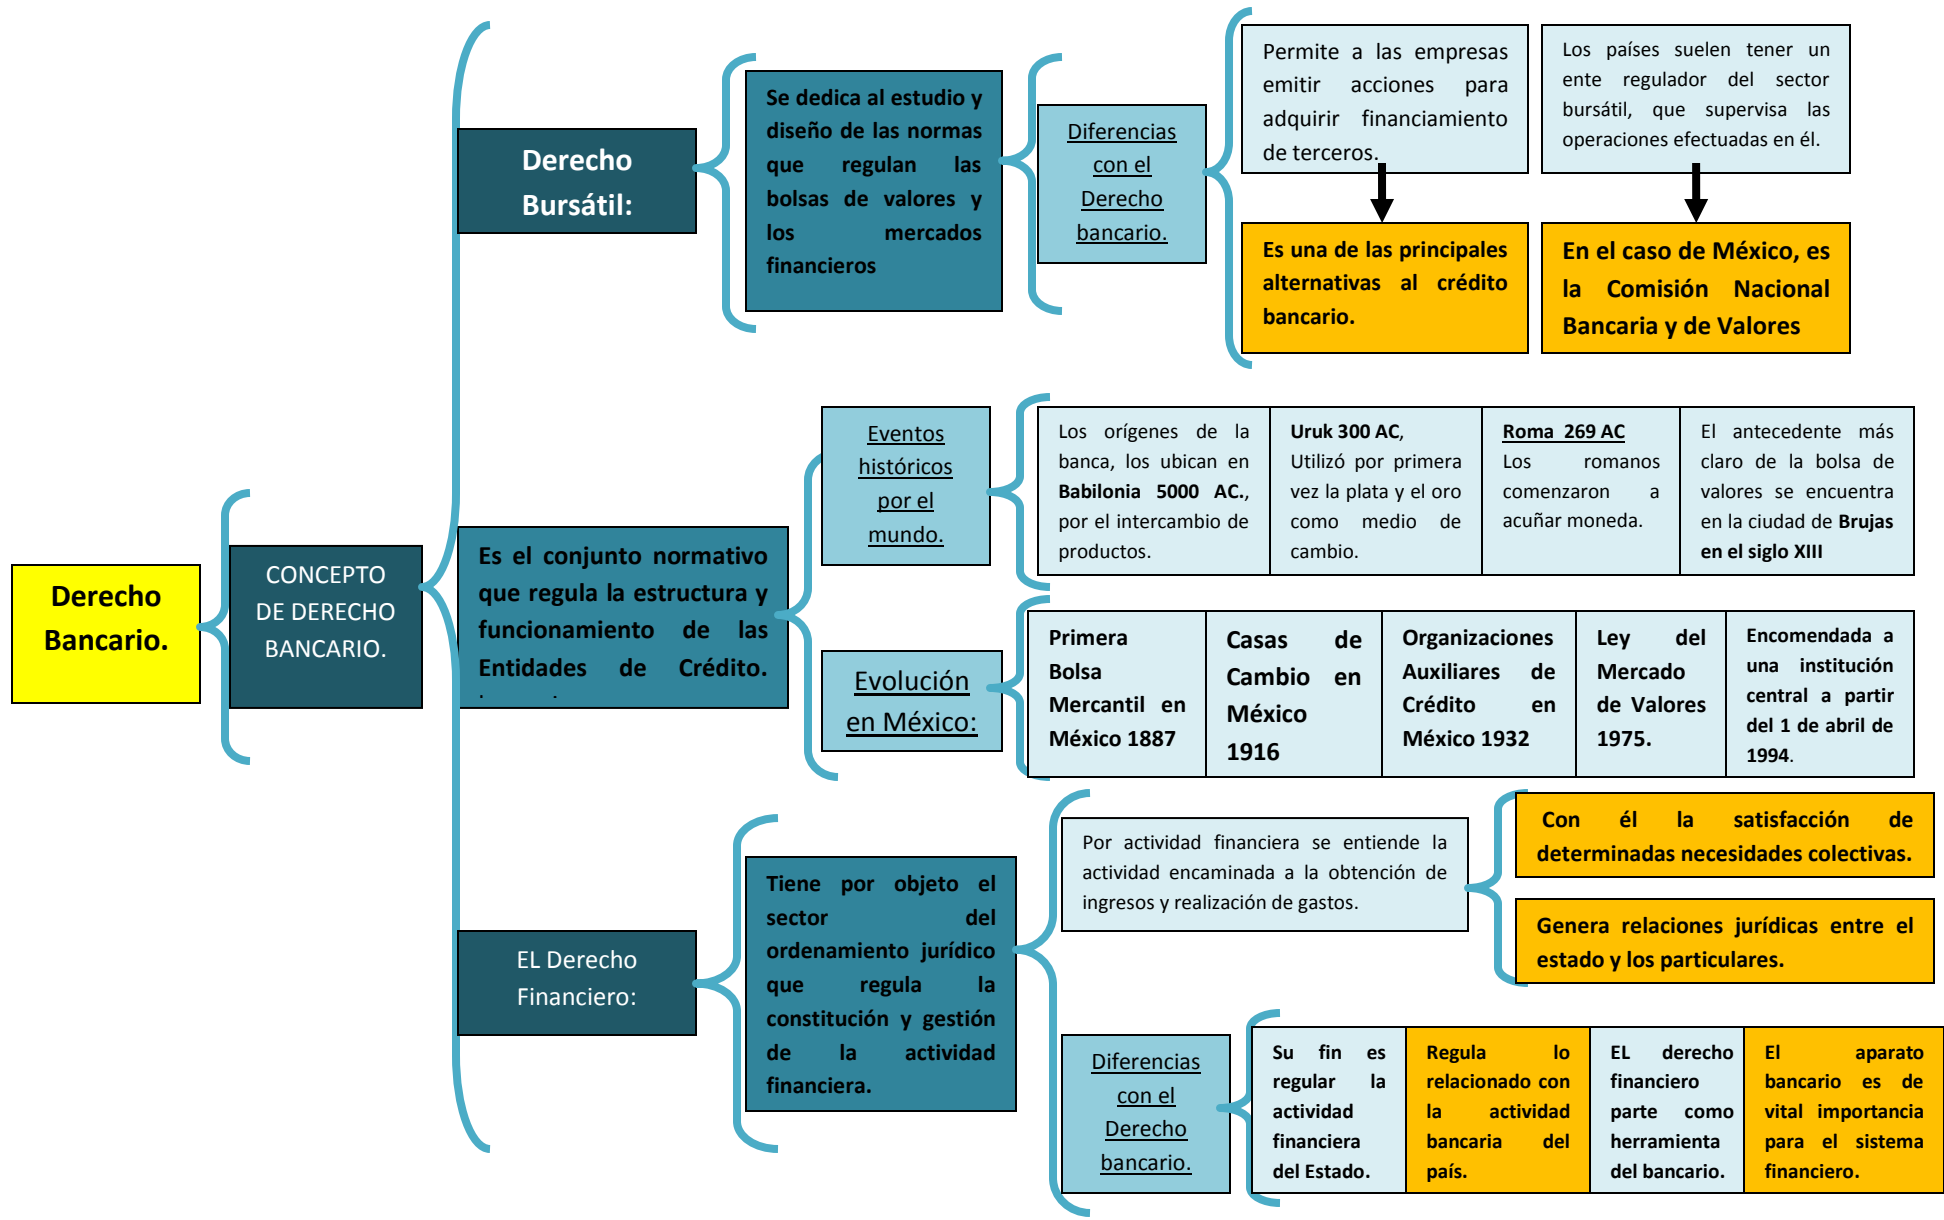 Derecho
Bancario.
CONCEPTO
DE DERECHO
BANCARIO.
Derecho
Bursátil:
Se dedica al estudio y
diseño de las normas
que regulan las
bolsas de valores y
los mercados
financieros
Diferencias
con el
Derecho
bancario.
Permite a las empresas
emitir acciones para
adquirir financiamiento
de terceros.
Es una de las principales
alternativas al crédito
bancario.
Los países suelen tener un
ente regulador del sector
bursátil, que supervisa las
operaciones efectuadas en él.
En el caso de México, es
la Comisión Nacional
Bancaria y de Valores
Es el conjunto normativo
que regula la estructura y
funcionamiento de las
Entidades de Crédito.
Eventos
históricos
por el
mundo.
Los orígenes de la
banca, los ubican en
Babilonia 5000 AC.,
por el intercambio de
productos.
Uruk 300 AC,
Utilizó por primera
vez la plata y el oro
como medio de
cambio.
Roma 269 AC
Los romanos
comenzaron a
acuñar moneda.
El antecedente más
claro de la bolsa de
valores se encuentra
en la ciudad de Brujas
en el siglo XIII
Evolución
en México:
Primera
Bolsa
Mercantil en
México 1887
Casas de
Cambio en
México
1916
Organizaciones
Auxiliares de
Crédito en
México 1932
Ley del
Mercado
de Valores
1975.
Encomendada a
una institución
central a partir
del 1 de abril de
1994.
EL Derecho
Financiero:
Tiene por objeto el
sector del
ordenamiento jurídico
que regula la
constitución y gestión
de la actividad
financiera.
Por actividad financiera se entiende la
actividad encaminada a la obtención de
ingresos y realización de gastos.
Con él la satisfacción de
determinadas necesidades colectivas.
Genera relaciones jurídicas entre el
estado y los particulares.
Diferencias
con el
Derecho
bancario.
Su fin es
regular la
actividad
financiera
del Estado.
Regula lo
relacionado con
la actividad
bancaria del
país.
EL derecho
financiero
parte como
herramienta
del bancario.
El aparato
bancario es de
vital importancia
para el sistema
financiero.